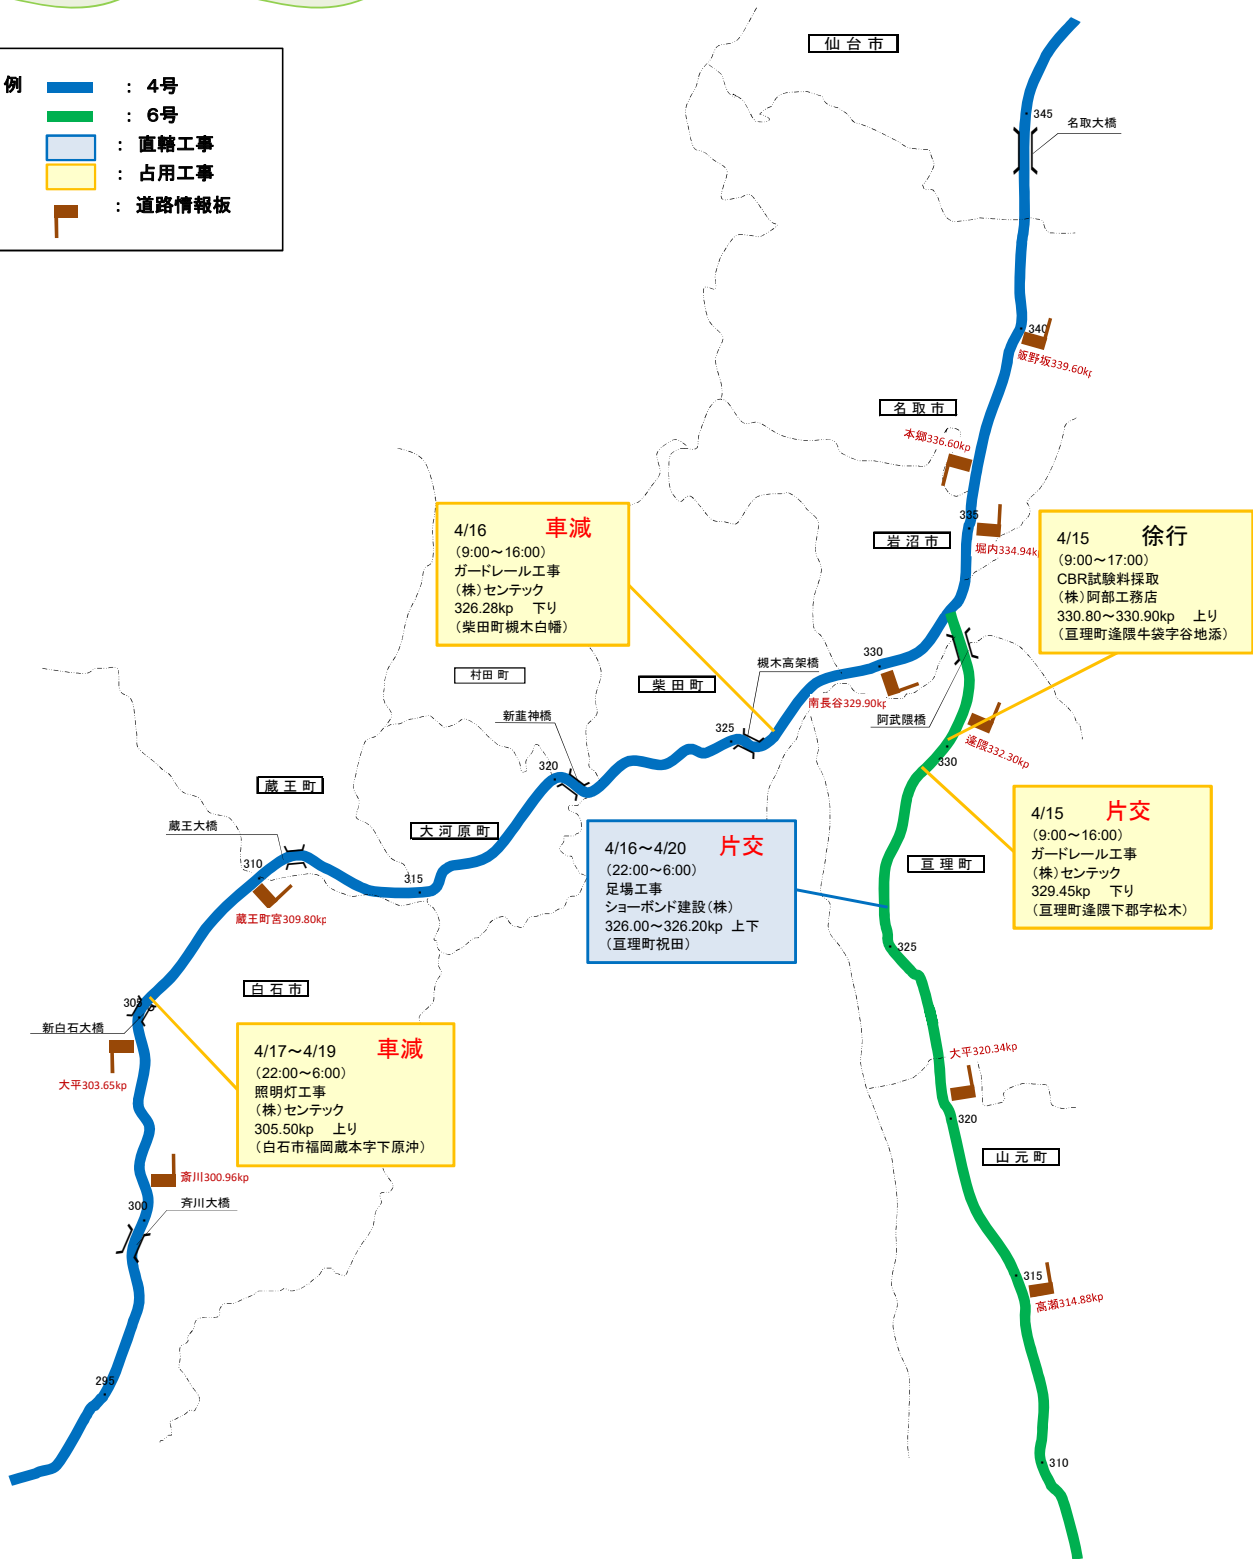 例
： 4号
： 6号
： 直轄工事
： 占用工事
： 道路情報板
仙台市
345
名取大橋
340
飯野坂339.60kp
名取市
本郷336.60kp
335
堀内334.94kp
岩沼市
4/16 車減
(9:00～16:00)
ガードレール工事
(株)センテック
326.28kp 下り
(柴田町槻木白幡)
4/15 徐行
(9:00～17:00)
CBR試験料採取
(株)阿部工務店
330.80～330.90kp 上り
(亘理町逢隈牛袋字谷地添)
村田町
柴田町
槻木高架橋
330
南長谷329.90kp
阿武隈橋
逢隈332.30kp
330
新韮神橋
325
320
蔵王町
蔵王大橋
大河原町
310
315
蔵王町宮309.80kp
4/16～4/20 片交
(22:00～6:00)
足場工事
ショーボンド建設(株)
326.00～326.20kp 上下
(亘理町祝田)
亘理町
4/15 片交
(9:00～16:00)
ガードレール工事
(株)センテック
329.45kp 下り
(亘理町逢隈下郡字松木)
325
白石市
305
新白石大橋
大平303.65kp
4/17～4/19 車減
(22:00～6:00)
照明灯工事
(株)センテック
305.50kp 上り
(白石市福岡蔵本字下原沖)
大平320.34kp
320
山元町
斎川300.96kp
斉川大橋
300
315
高瀬314.88kp
295
310